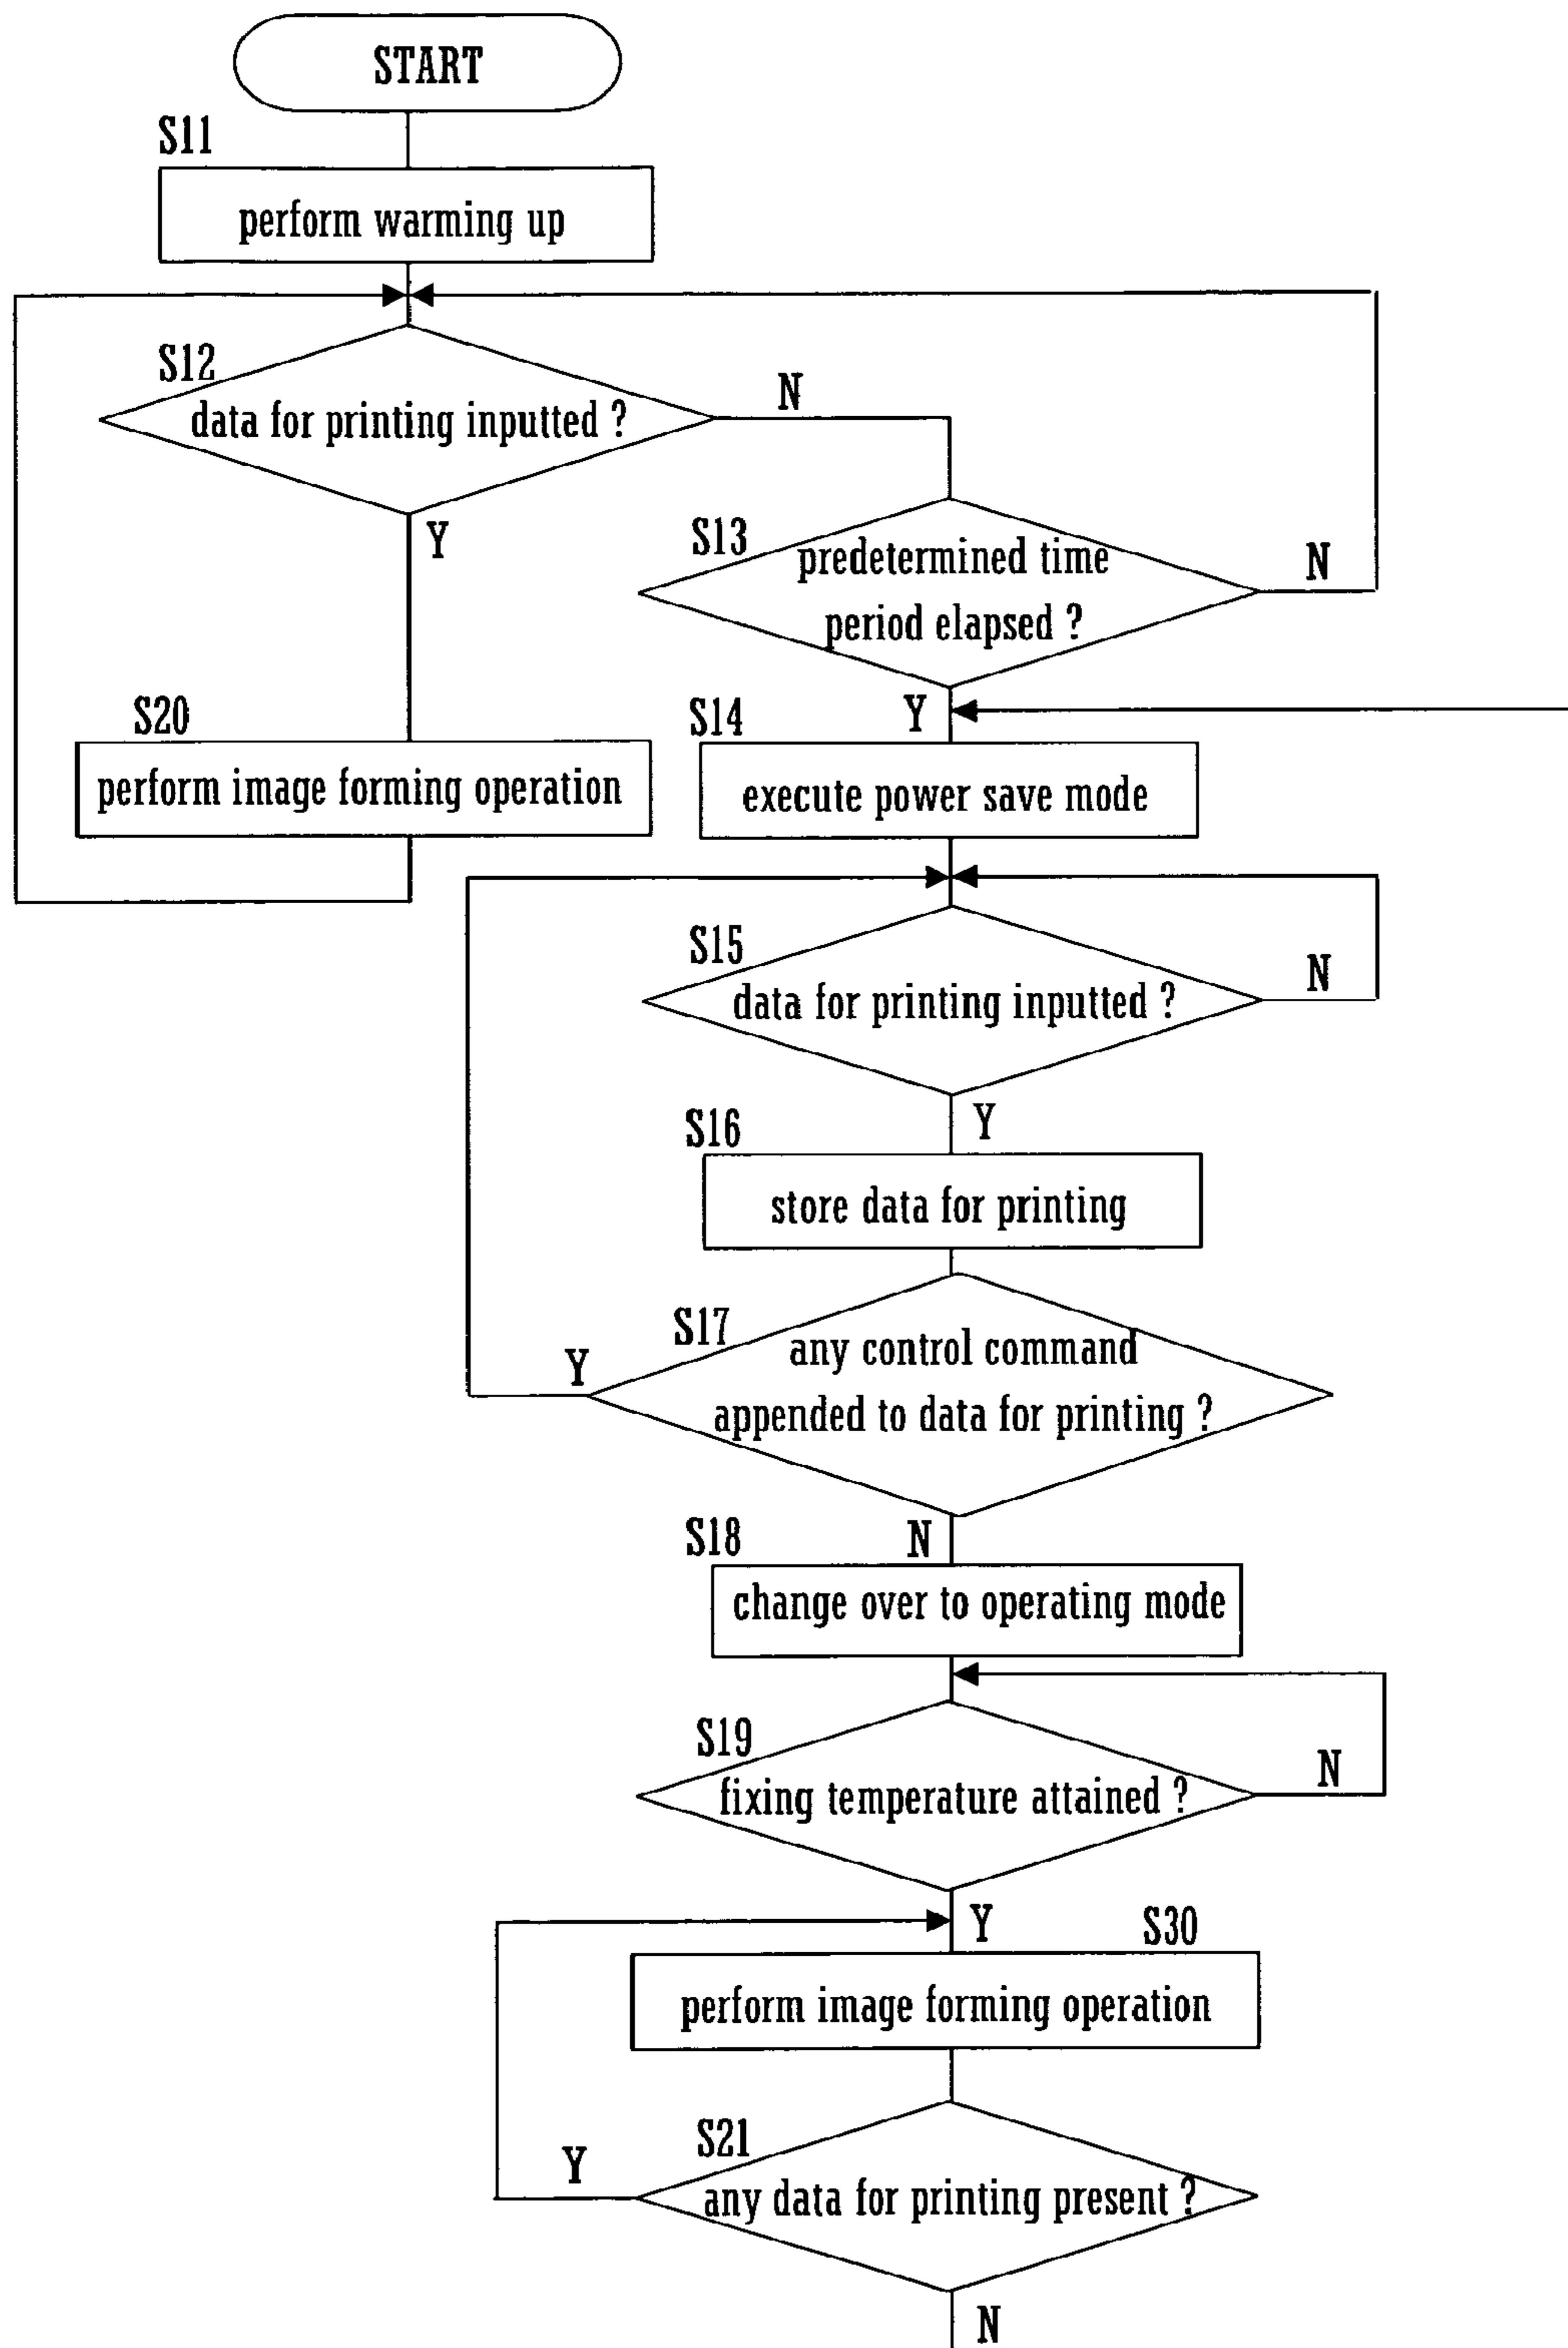 START
S11
perform warming up
S12
data for printing inputted ?
N
Y
S13
predetermined time
period elapsed ?
N
Y
S20
perform image forming operation
S14
execute power save mode
S15
data for printing inputted ?
N
Y
S16
store data for printing
S17
any control command
appended to data for printing ?
Y
N
S18
change over to operating mode
S19
fixing temperature attained ?
N
Y
S30
perform image forming operation
S21
any data for printing present ?
Y
N